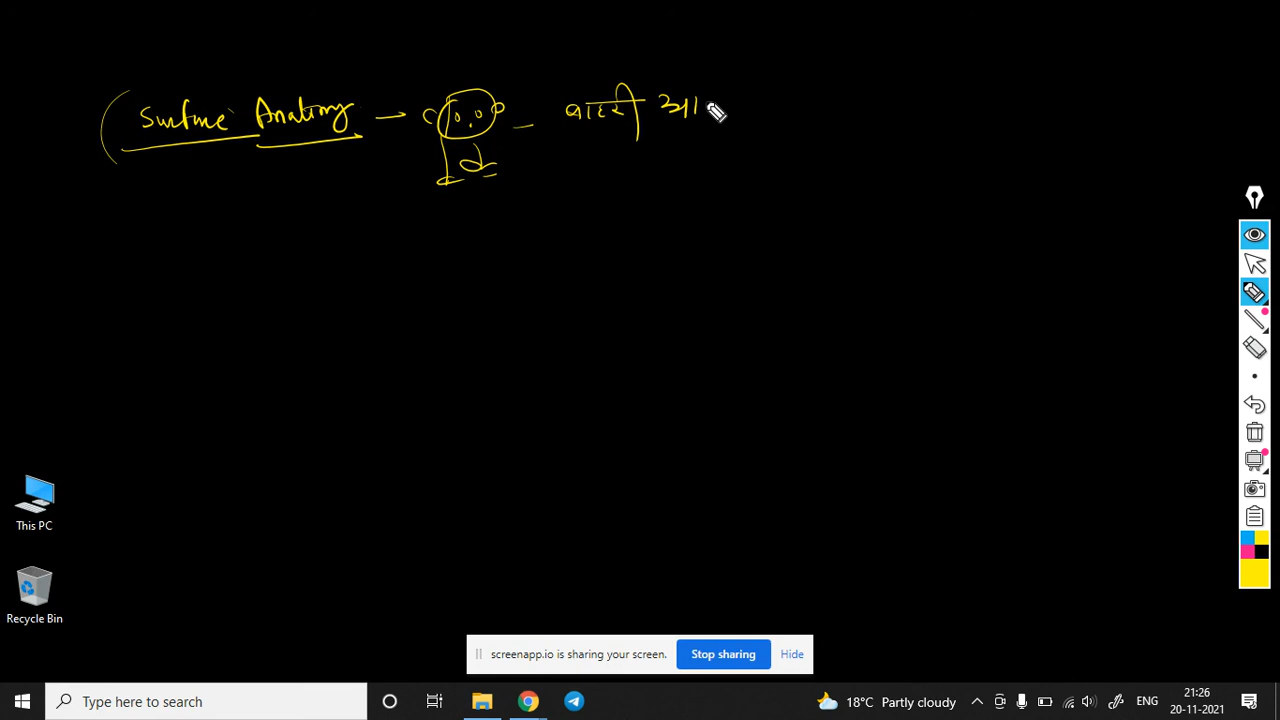 Surface Anatomy → – बाहरी आ
This PC
Recycle Bin
screenapp.io is sharing your screen. Stop sharing Hide
Type here to search
18°C Partly cloudy
ENG
21:26
20-11-2021